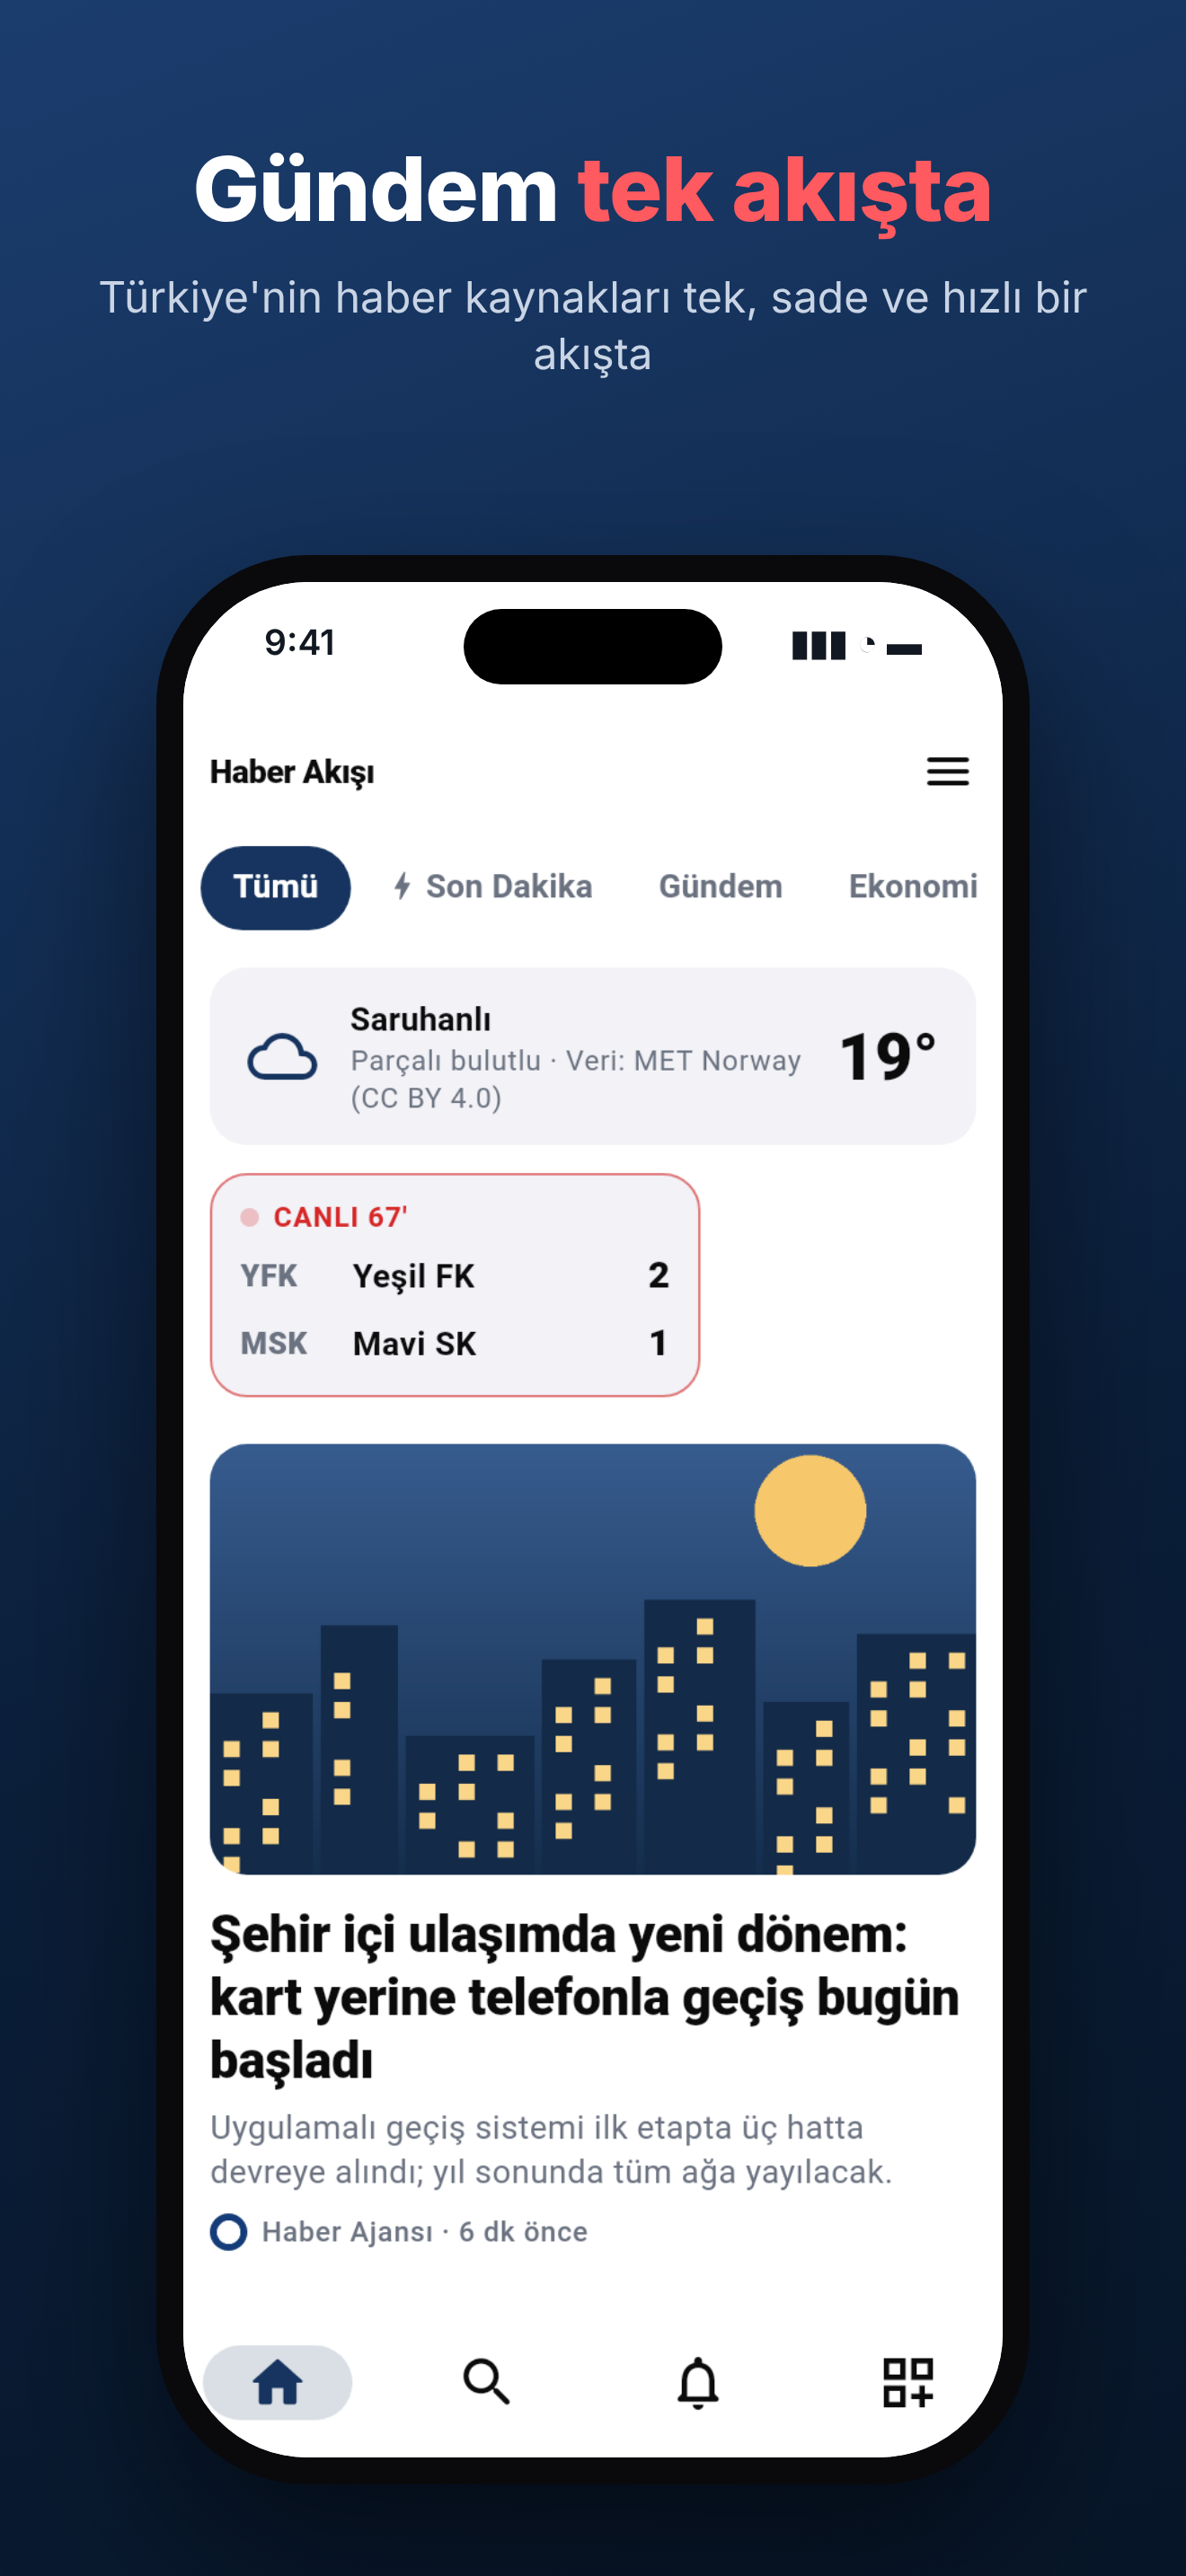 Gündem tek akışta
Türkiye'nin haber kaynakları tek, sade ve hızlı bir
akışta
9:41
Haber Akışı
Tümü
Son Dakika
Gündem
Ekonomi
Saruhanlı
Parçalı bulutlu · Veri: MET Norway
(CC BY 4.0)
19°
CANLI 67'
YFK Yeşil FK 2
MSK Mavi SK 1
Şehir içi ulaşımda yeni dönem:
kart yerine telefonla geçiş bugün
başladı
Uygulamalı geçiş sistemi ilk etapta üç hatta
devreye alındı; yıl sonunda tüm ağa yayılacak.
Haber Ajansı · 6 dk önce